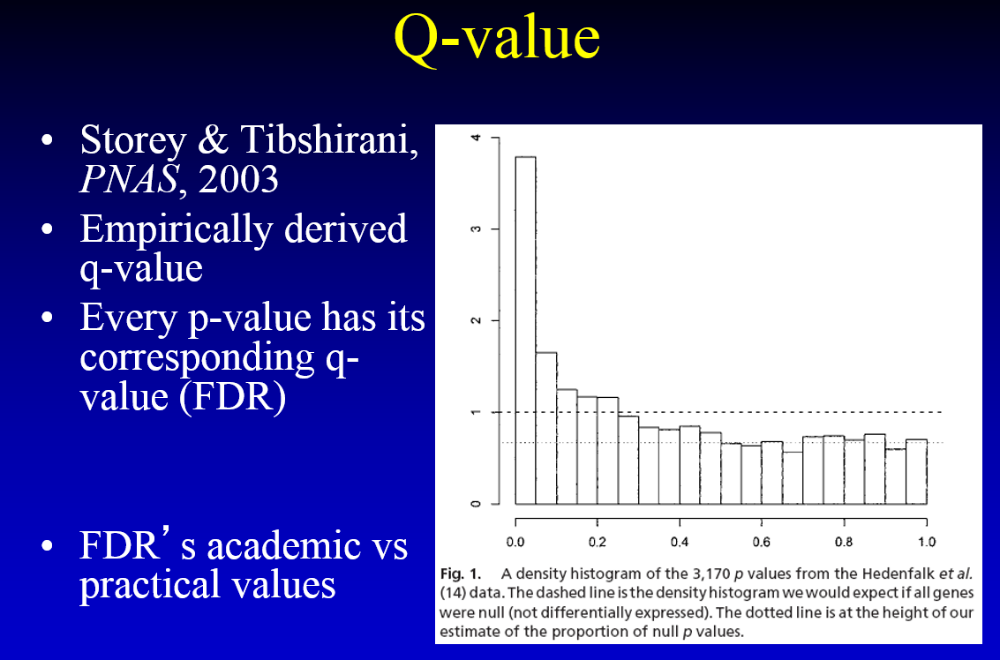 Q-value
• Storey & Tibshirani,
PNAS, 2003
• Empirically derived
q-value
• Every p-value has its
corresponding q-
value (FDR)
• FDR’s academic vs
practical values
4
3
2
1
0
0.0 0.2 0.4 0.6 0.8 1.0
Fig. 1. A density histogram of the 3,170 p values from the Hedenfalk et al.
(14) data. The dashed line is the density histogram we would expect if all genes
were null (not differentially expressed). The dotted line is at the height of our
estimate of the proportion of null p values.